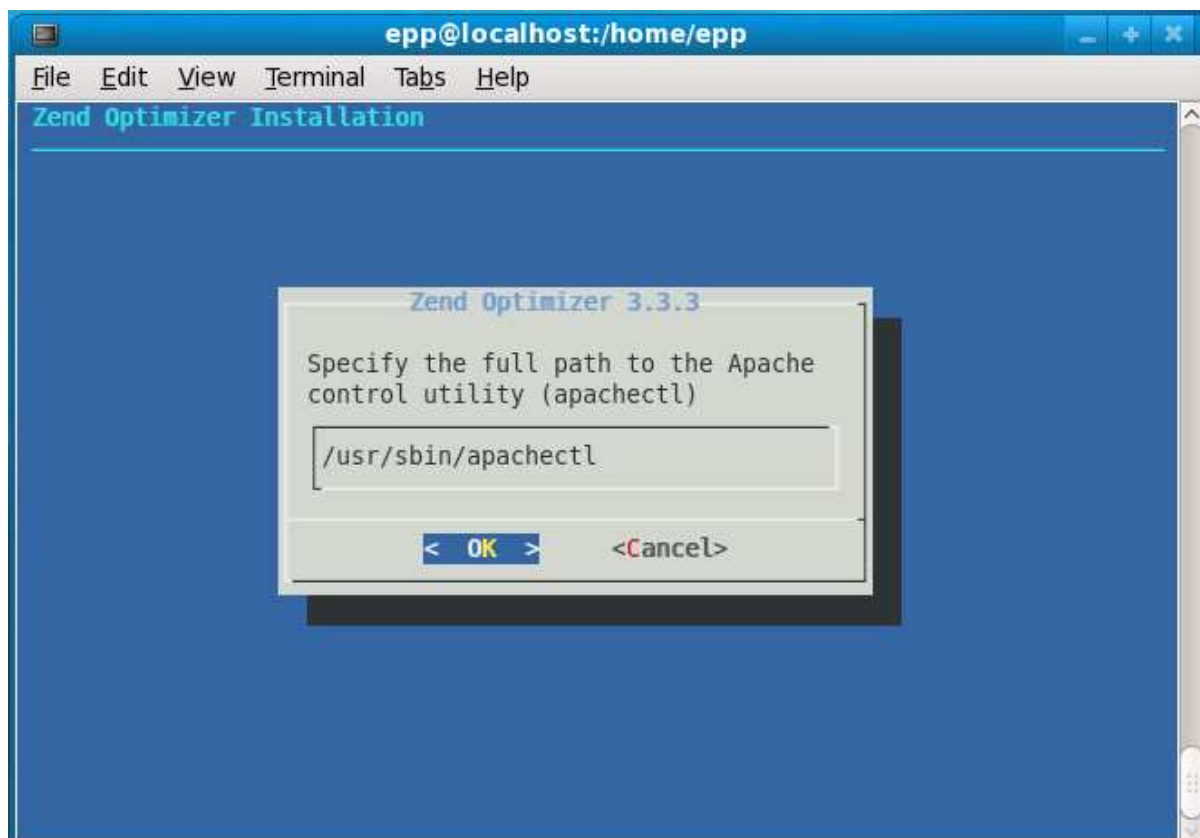 epp@localhost:/home/epp
File Edit View Terminal Tabs Help
Zend Optimizer Installation
Zend Optimizer 3.3.3
Specify the full path to the Apache
control utility (apachectl)
/usr/sbin/apachectl
< OK > <Cancel>